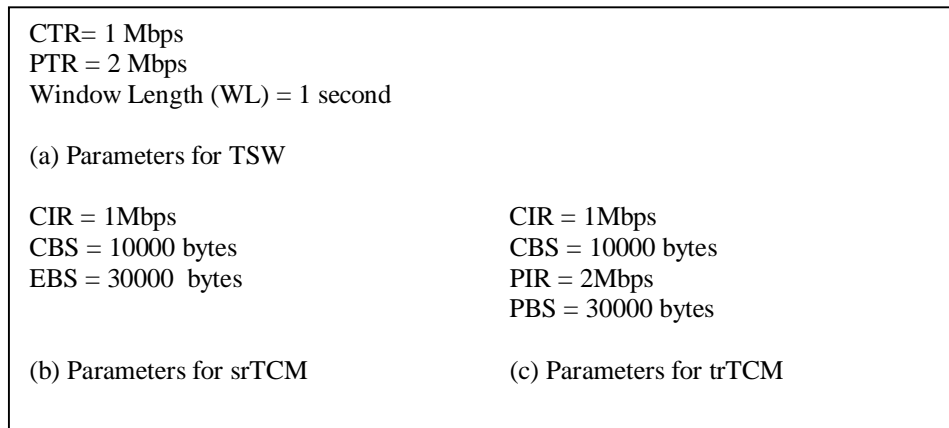 CTR= 1 Mbps
PTR = 2 Mbps
Window Length (WL) = 1 second
(a) Parameters for TSW
CIR = 1Mbps
CBS = 10000 bytes
EBS = 30000 bytes
(b) Parameters for srTCM
CIR = 1Mbps
CBS = 10000 bytes
PIR = 2Mbps
PBS = 30000 bytes
(c) Parameters for trTCM